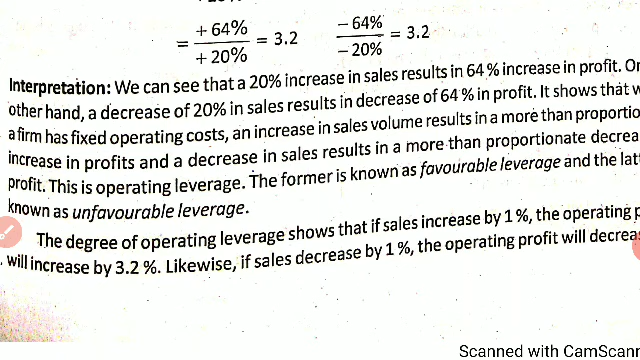 = +64% / +20% = 3.2    −64% / −20% = 3.2
Interpretation: We can see that a 20% increase in sales results in 64% increase in profit. On
other hand, a decrease of 20% in sales results in decrease of 64% in profit. It shows that w
a firm has fixed operating costs, an increase in sales volume results in a more than proportio
increase in profits and a decrease in sales results in a more than proportionate decrea
profit. This is operating leverage. The former is known as favourable leverage and the lat
known as unfavourable leverage.
The degree of operating leverage shows that if sales increase by 1%, the operating p
will increase by 3.2 %. Likewise, if sales decrease by 1%, the operating profit will decrea
Scanned with CamScann